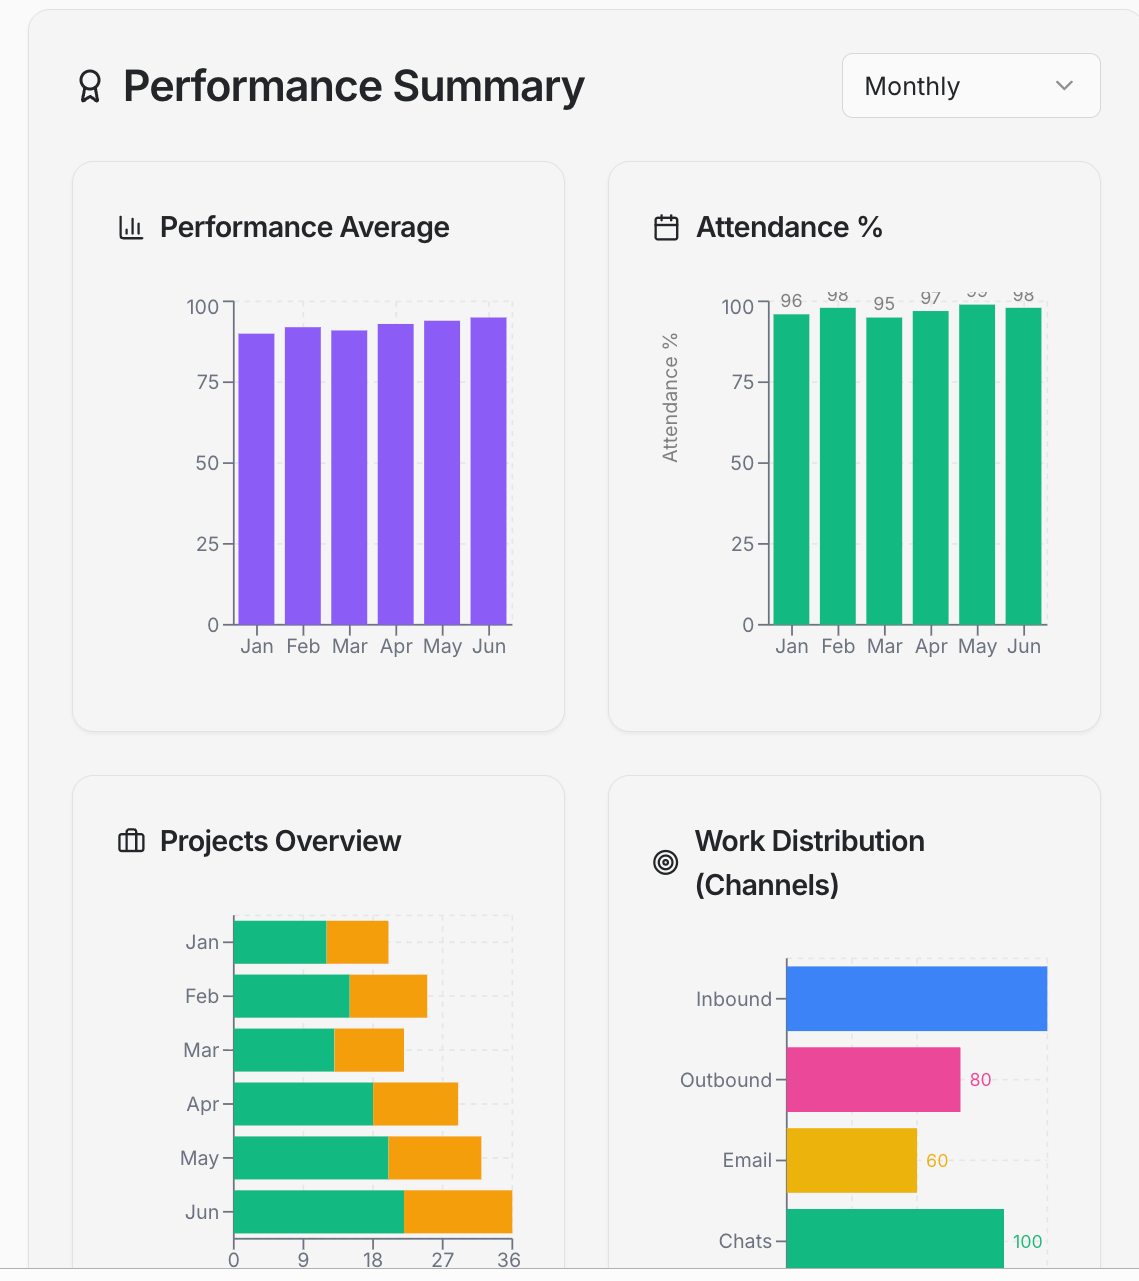 Performance Summary
Monthly
Performance Average
100
75
50
25
0
Jan Feb Mar Apr May Jun
Attendance %
Attendance %
100
75
50
25
0
96 98 95 97 99 98
Jan Feb Mar Apr May Jun
Projects Overview
Jan
Feb
Mar
Apr
May
Jun
0 9 18 27 36
Work Distribution
(Channels)
Inbound
Outbound 80
Email 60
Chats 100